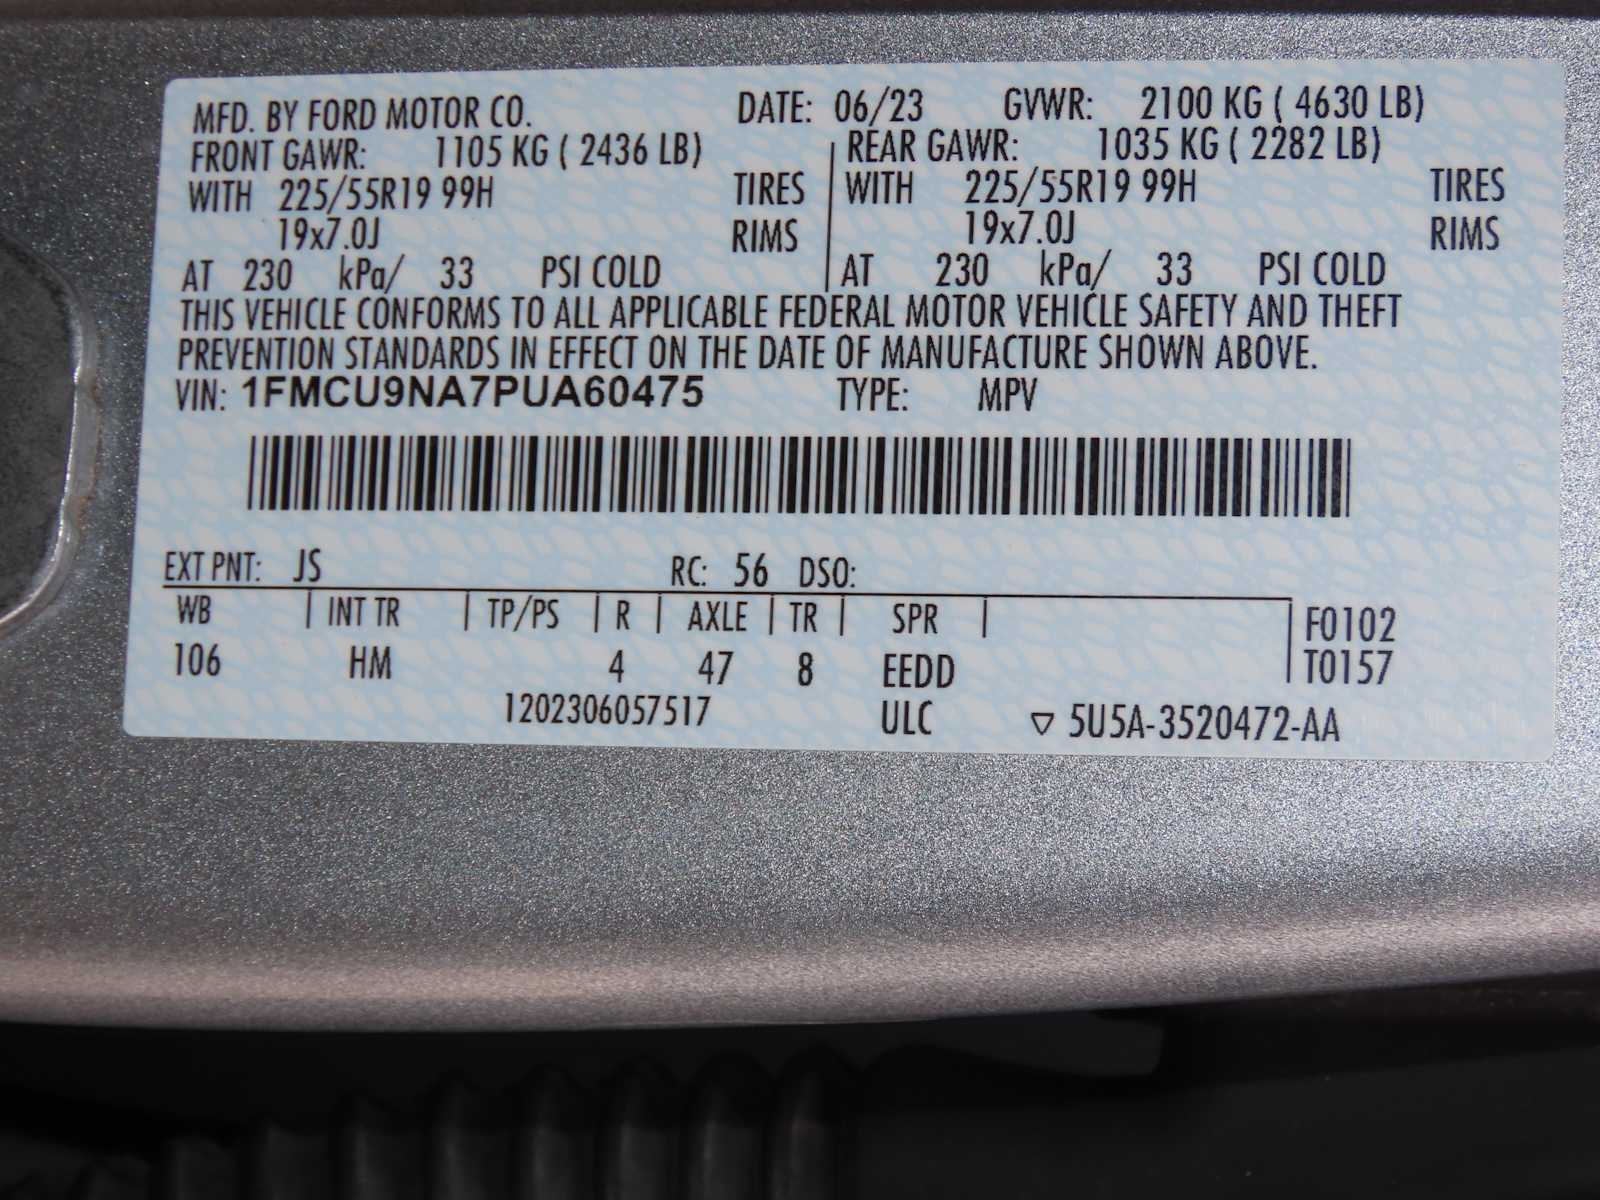 MFD. BY FORD MOTOR CO. DATE: 06/23 GVWR: 2100 KG ( 4630 LB)
FRONT GAWR: 1105 KG ( 2436 LB) REAR GAWR: 1035 KG ( 2282 LB)
WITH 225/55R19 99H TIRES WITH 225/55R19 99H TIRES
19x7.0J RIMS 19x7.0J RIMS
AT 230 kPa/ 33 PSI COLD AT 230 kPa/ 33 PSI COLD
THIS VEHICLE CONFORMS TO ALL APPLICABLE FEDERAL MOTOR VEHICLE SAFETY AND THEFT
PREVENTION STANDARDS IN EFFECT ON THE DATE OF MANUFACTURE SHOWN ABOVE.
VIN: 1FMCU9NA7PUA60475 TYPE: MPV
EXT PNT: JS RC: 56 DSO:
WB INT TR TP/PS R AXLE TR SPR F0102
106 HM 4 47 8 EEDD T0157
1202306057517 ULC ▽ 5U5A-3520472-AA